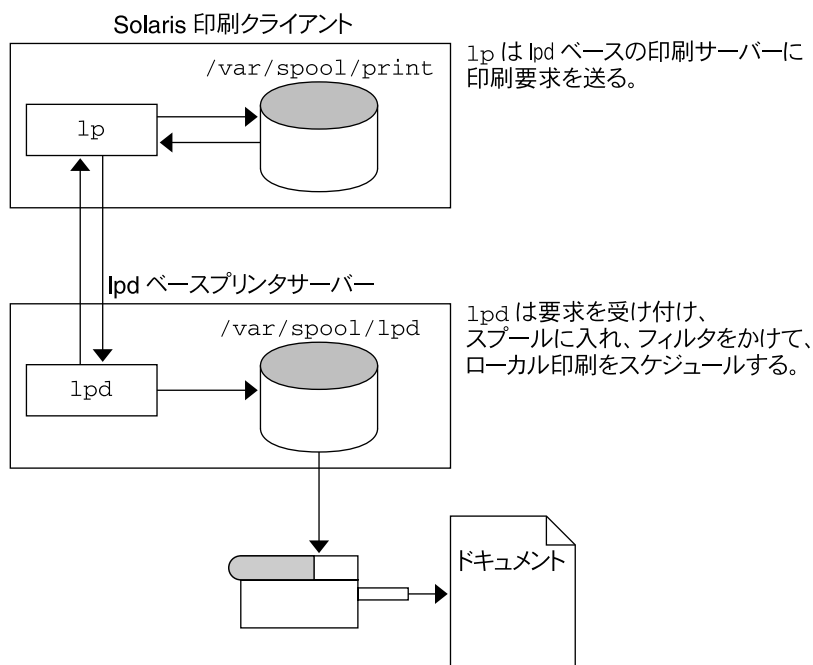 Solaris 印刷クライアント
/var/spool/print
lp
lp は lpd ベースの印刷サーバーに
印刷要求を送る。
lpd ベースプリンタサーバー
/var/spool/lpd
lpd
lpd は要求を受け付け、
スプールに入れ、フィルタをかけて、
ローカル印刷をスケジュールする。
ドキュメント